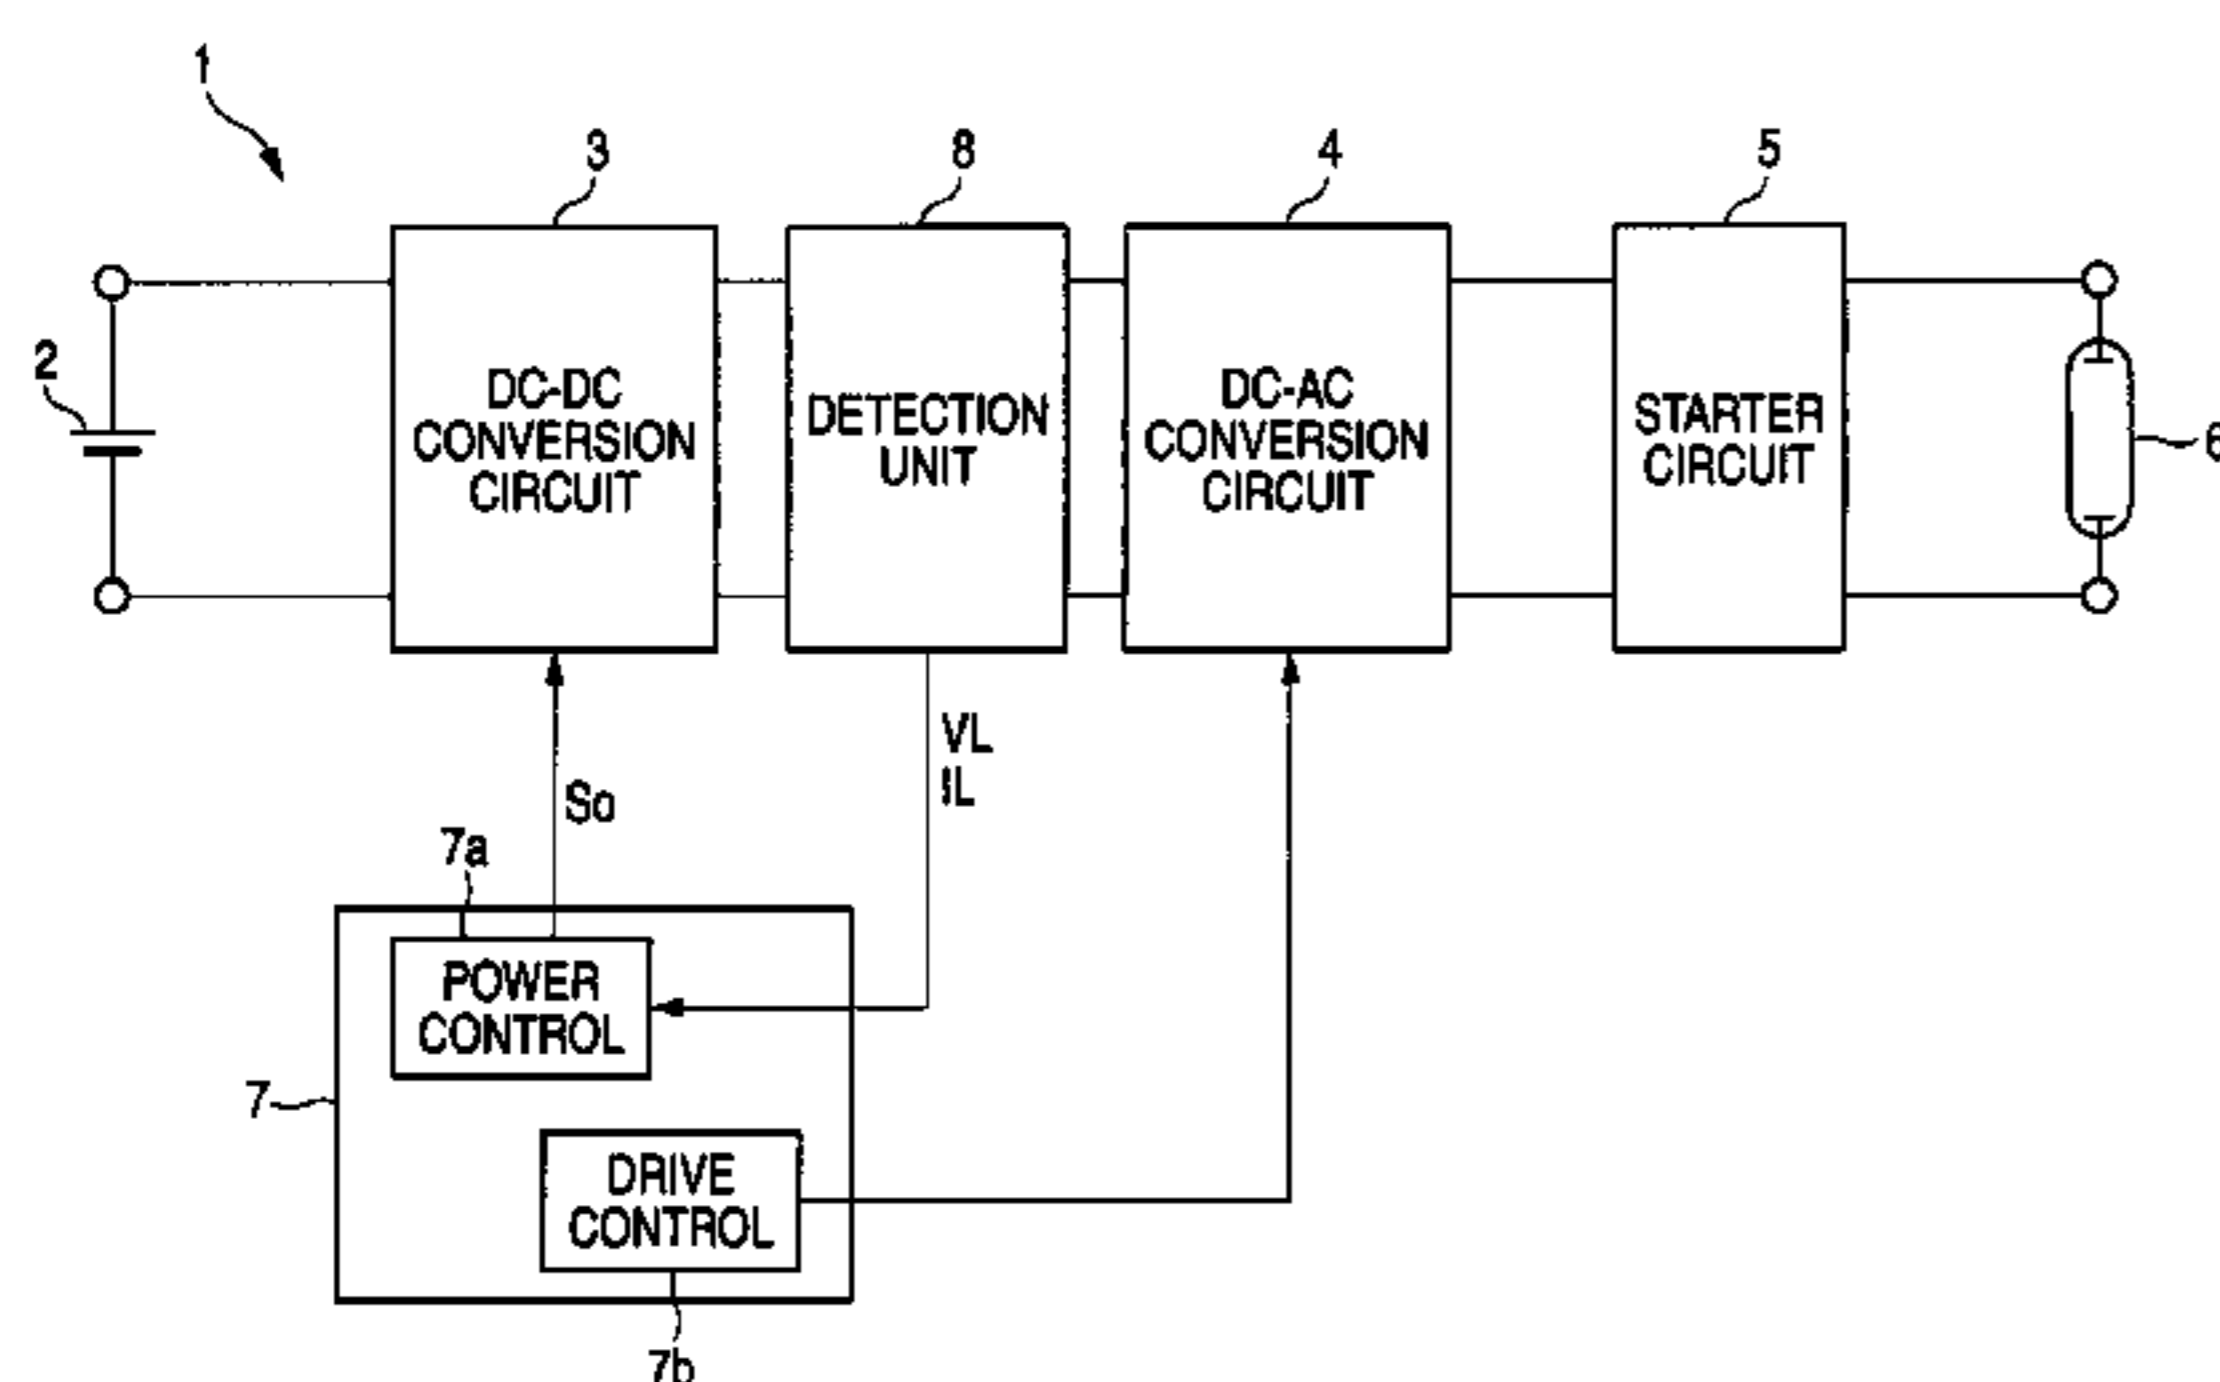 1
3
8
4
5
2
DC-DC
CONVERSION
CIRCUIT
DETECTION
UNIT
DC-AC
CONVERSION
CIRCUIT
STARTER
CIRCUIT
6
VL
IL
So
7a
POWER
CONTROL
7
DRIVE
CONTROL
7b